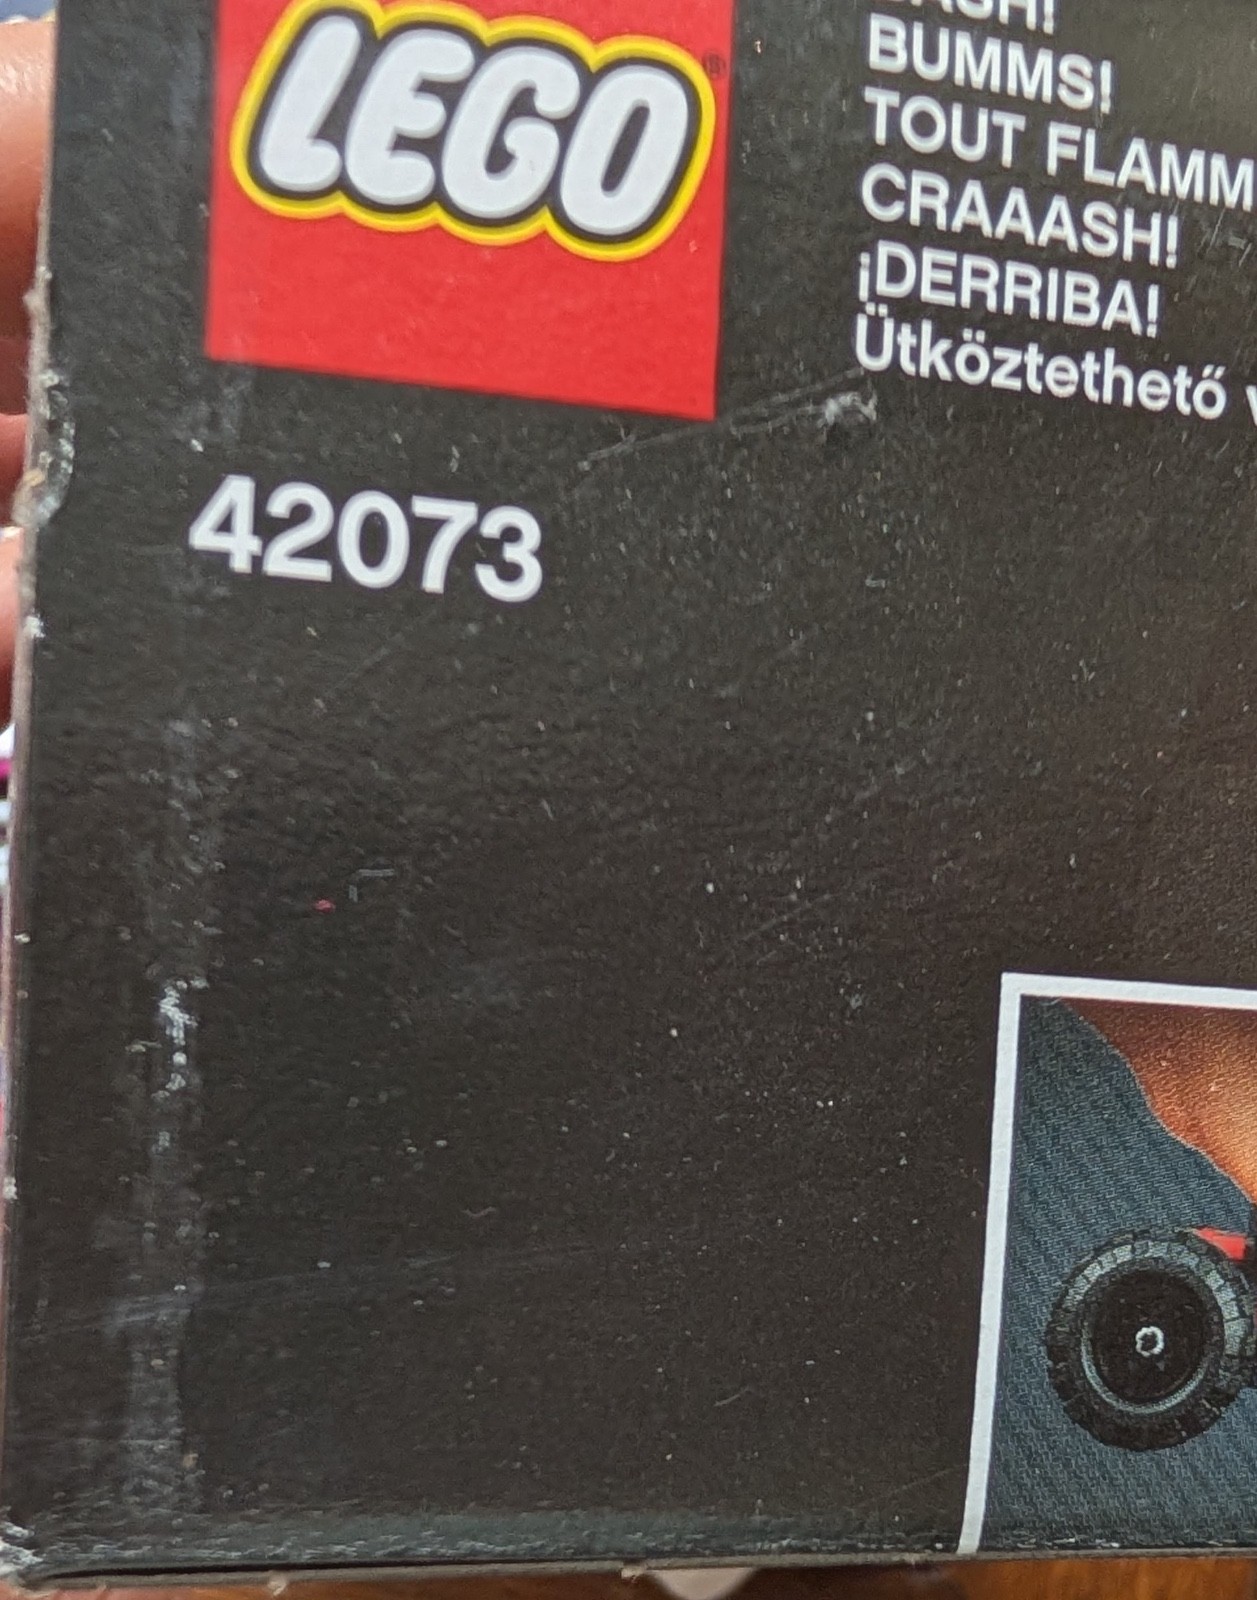 LEGO
BUMMS!
TOUT FLAMM
CRAAASH!
¡DERRIBA!
Ütköztethető
42073